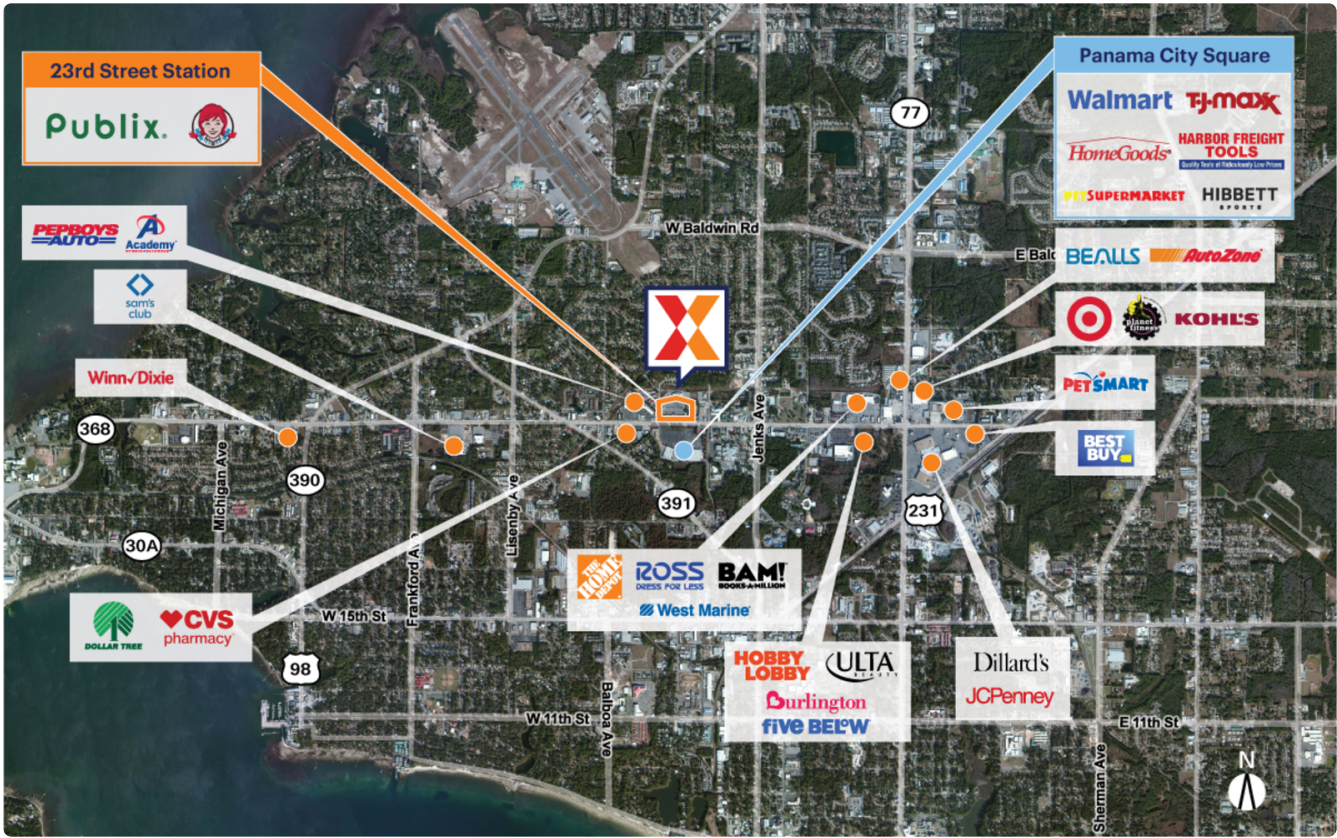 23rd Street Station
Publix.
Panama City Square
Walmart
T·J·maxx
HomeGoods
HARBOR FREIGHT
TOOLS
Quality Tools at Ridiculously Low Prices
PETSUPERMARKET
HIBBETT
SPORTS
77
PEPBOYS
AUTO
Academy
W Baldwin Rd
E Bald
BEALLS
AutoZone
sam's
club
planet
fitness
KOHL'S
Winn Dixie
PETSMART
368
Michigan Ave
Jenks Ave
BEST
BUY
390
Lisenby Ave
391
231
30A
Frankford Ave
THE
HOME
DEPOT
ROSS
DRESS FOR LESS
BAM!
BOOKS·A·MILLION
West Marine
DOLLAR TREE
CVS
pharmacy
W 15th St
98
HOBBY
LOBBY
ULTA
BEAUTY
Burlington
five BELOW
Dillard's
JCPenney
Balboa Ave
W 11th St
E 11th St
Sherman Ave
N